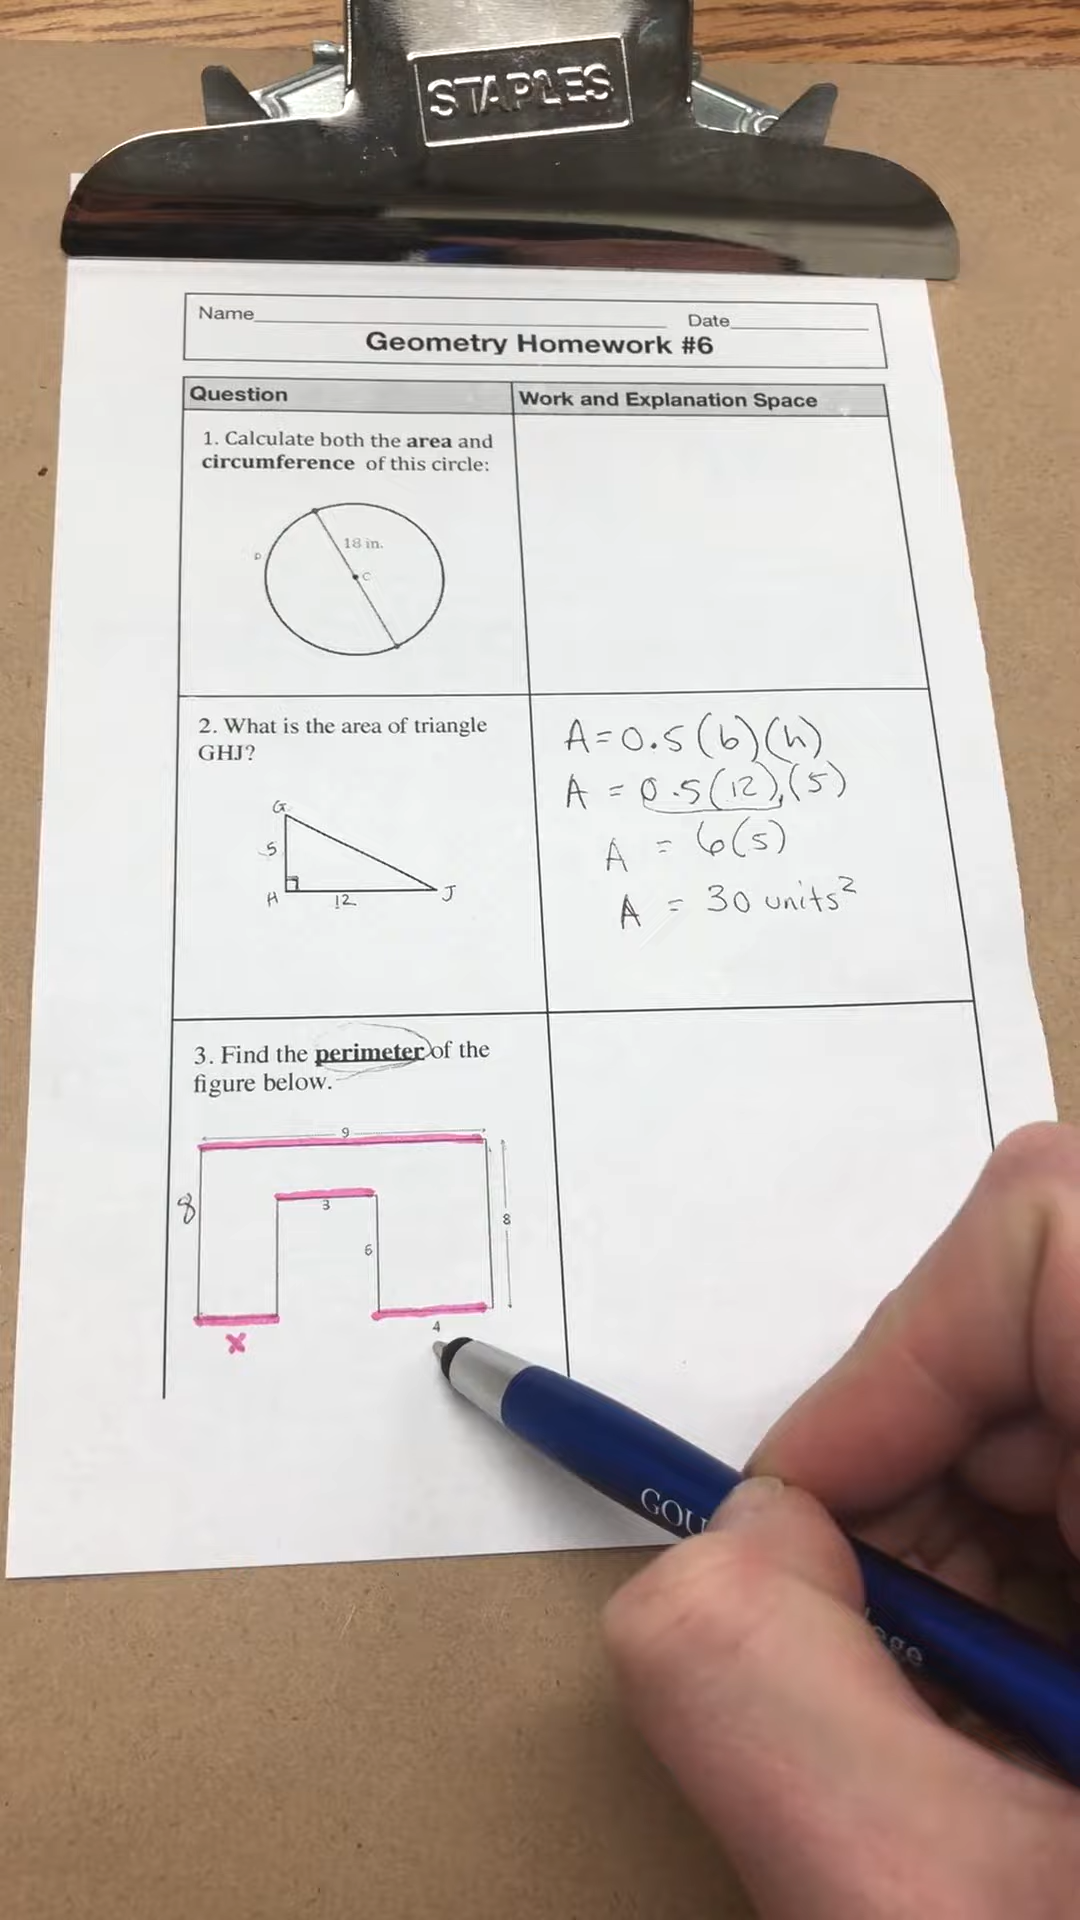 STAPLES
Name
Date
Geometry Homework #6
Question
Work and Explanation Space
1. Calculate both the area and
circumference of this circle:
18 in.
D
C
2. What is the area of triangle
GHJ?
G
5
H
12
J
A=0.5(b)(h)
A = 0.5(12)(5)
A = 6(5)
A = 30 units²
3. Find the perimeter of the
figure below.
9
8
3
6
8
x
4
GOU
lege